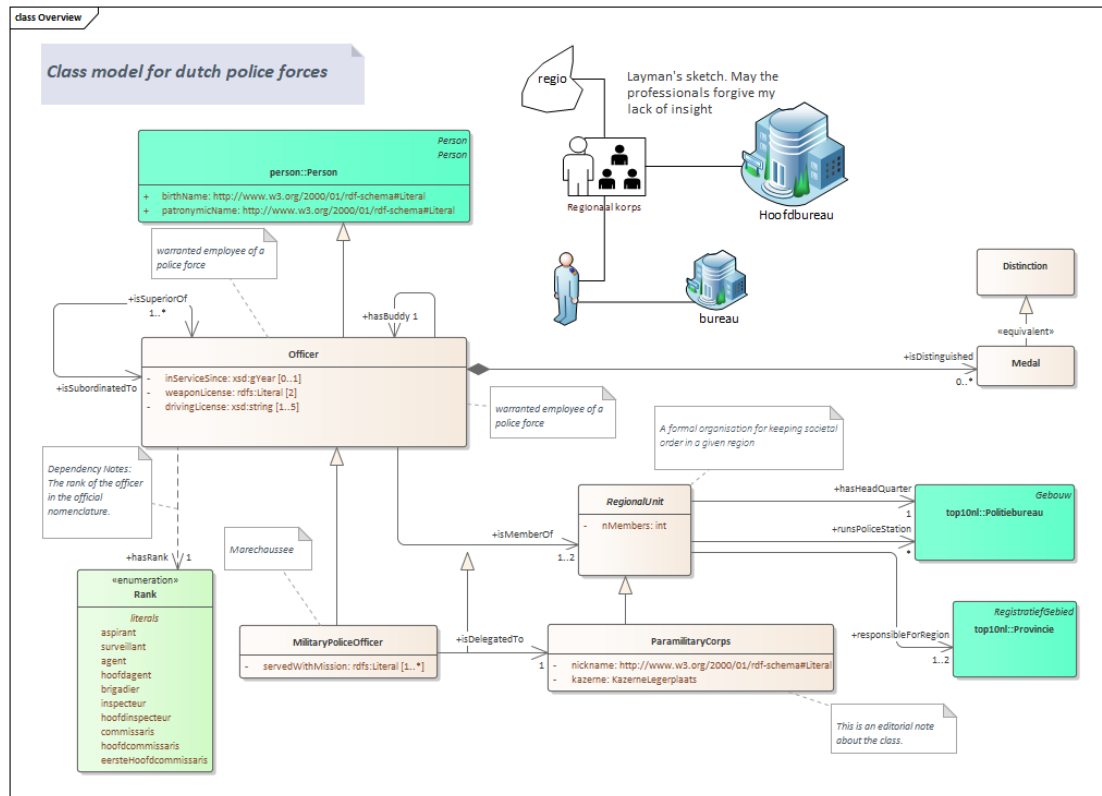 class Overview
Class model for dutch police forces
regio
Layman's sketch. May the
professionals forgive my
lack of insight
Regionaal korps
Hoofdbureau
bureau
Person
Person
person::Person
+ birthName: http://www.w3.org/2000/01/rdf-schema#Literal
+ patronymicName: http://www.w3.org/2000/01/rdf-schema#Literal
warranted employee of a
police force
+isSuperiorOf
1..*
+hasBuddy 1
+isSubordinatedTo
Officer
- inServiceSince: xsd:gYear [0..1]
- weaponLicense: rdfs:Literal [2]
- drivingLicense: xsd:string [1..5]
Distinction
«equivalent»
Medal
+isDistinguished
0..*
warranted employee of a
police force
A formal organisation for keeping societal
order in a given region
Dependency Notes:
The rank of the officer
in the official
nomenclature.
+hasRank 1
Marechaussee
+isMemberOf
1..2
RegionalUnit
- nMembers: int
+hasHeadQuarter
1
+runsPoliceStation
*
Gebouw
top10nl::Politiebureau
+responsibleForRegion
1..2
RegistratiefGebied
top10nl::Provincie
«enumeration»
Rank
literals
aspirant
surveillant
agent
hoofdagent
brigadier
inspecteur
hoofdinspecteur
commissaris
hoofdcommissaris
eersteHoofdcommissaris
MilitaryPoliceOfficer
- servedWithMission: rdfs:Literal [1..*]
+isDelegatedTo
1
ParamilitaryCorps
- nickname: http://www.w3.org/2000/01/rdf-schema#Literal
- kazerne: KazerneLegerplaats
This is an editorial note
about the class.